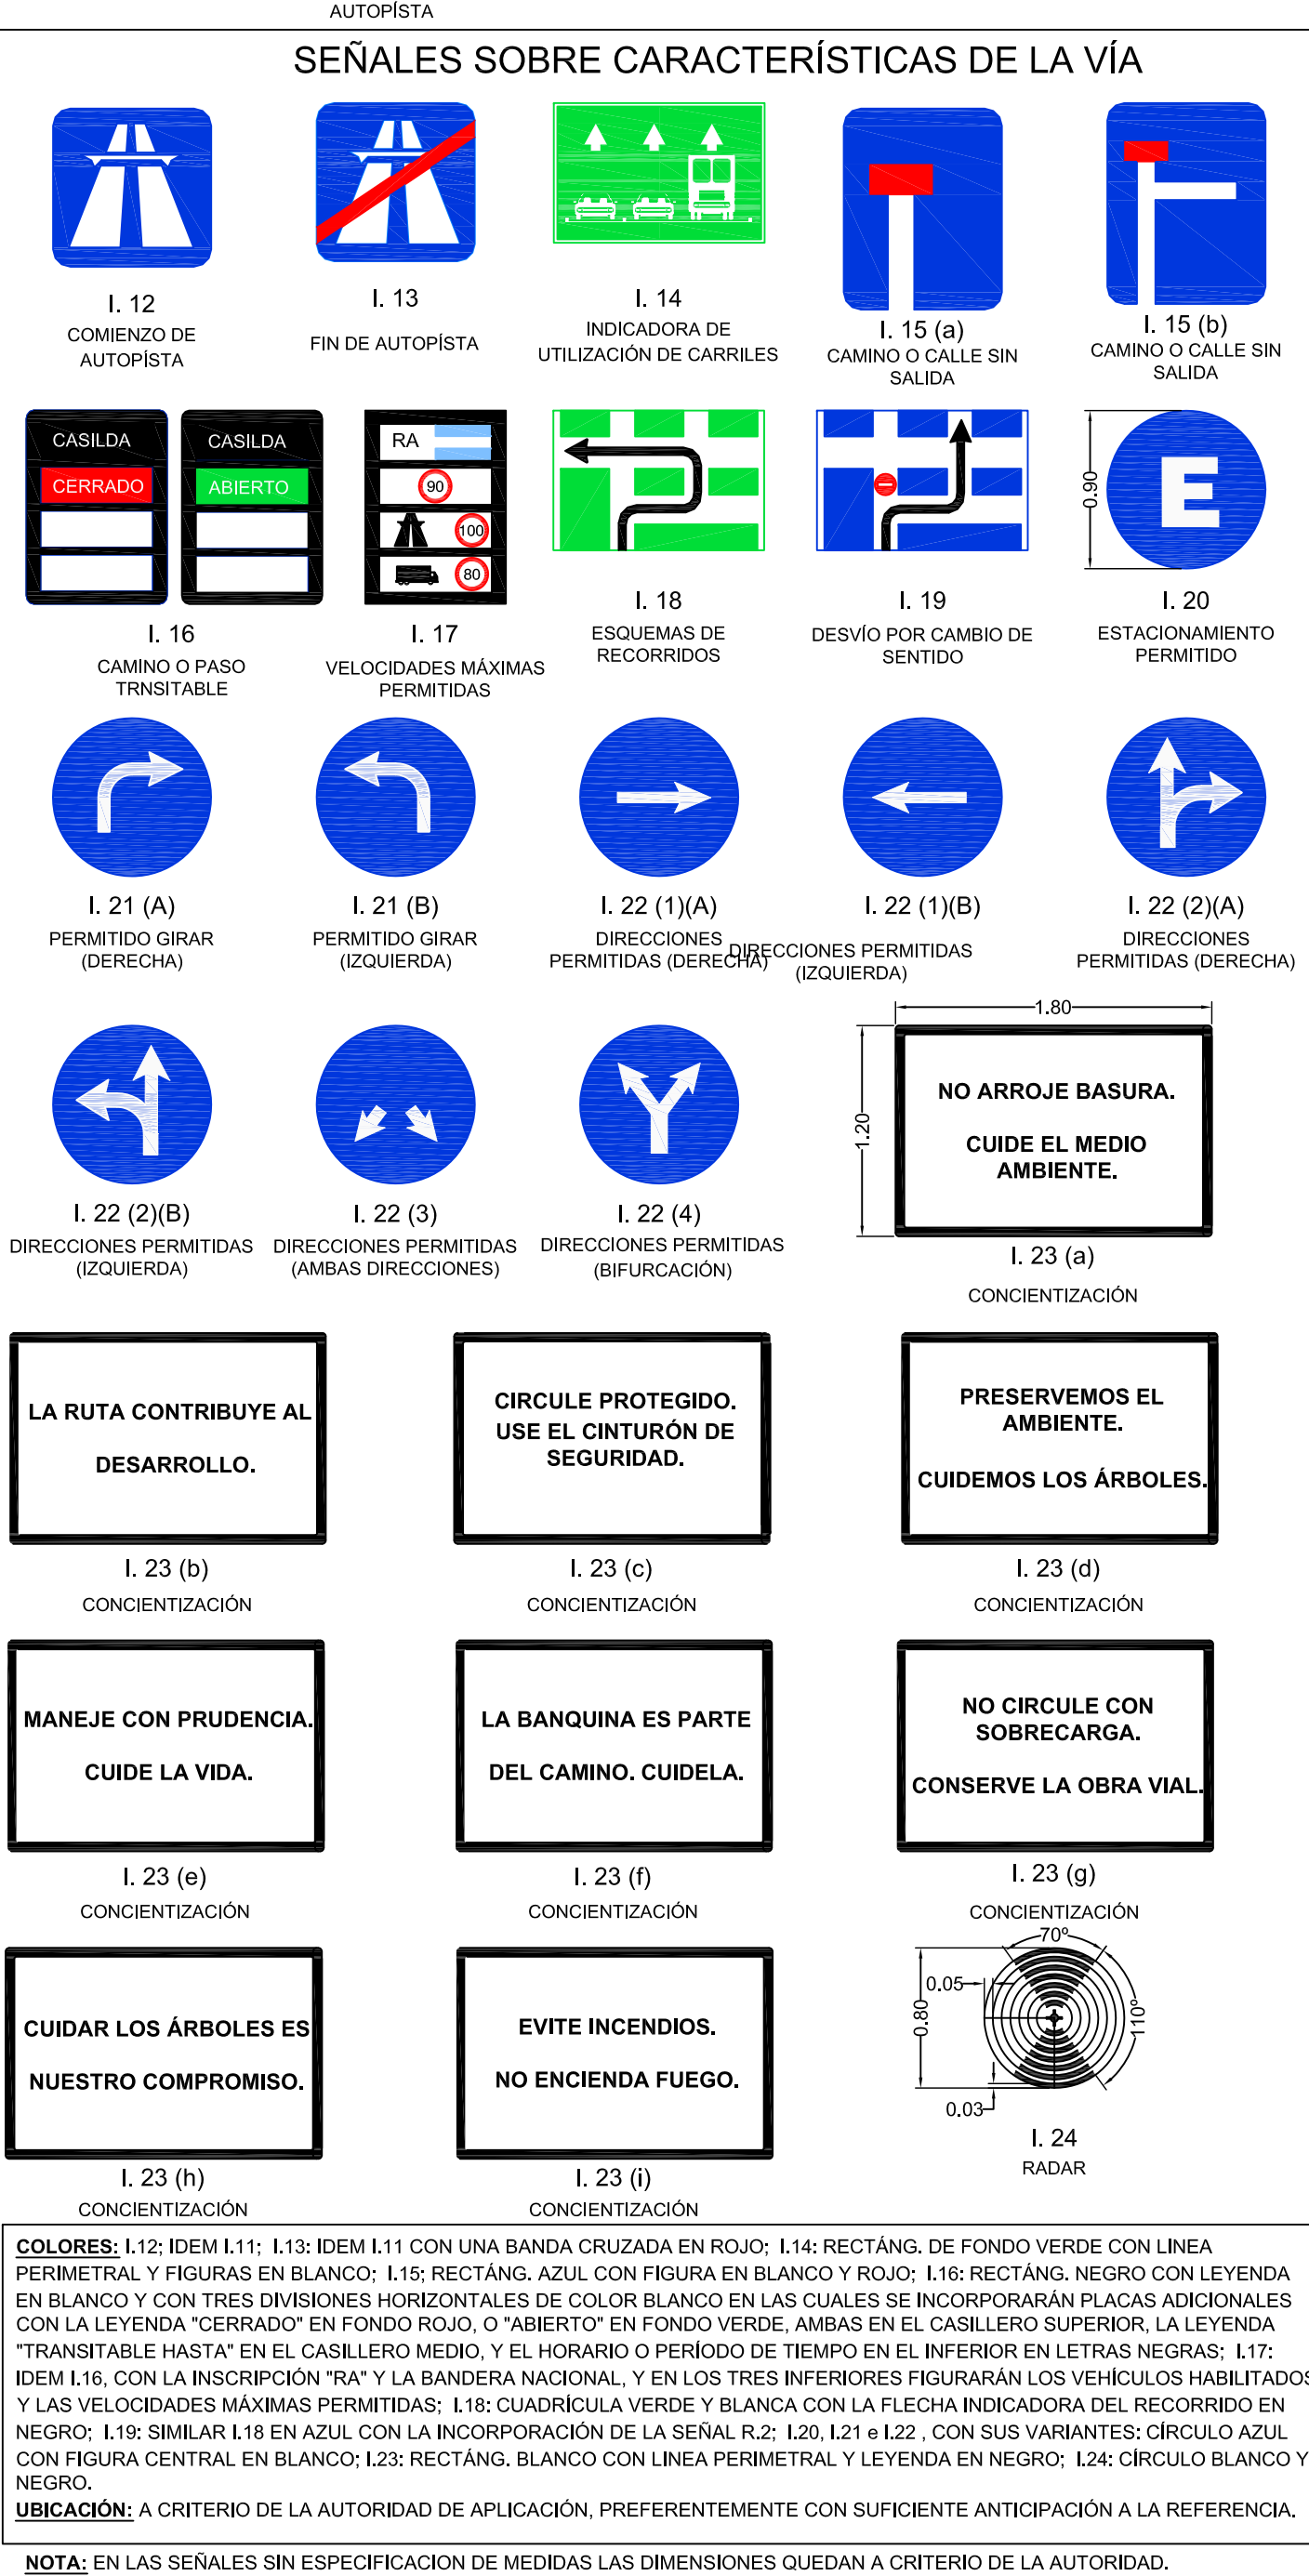 AUTOPÍSTA
SEÑALES SOBRE CARACTERÍSTICAS DE LA VÍA
I. 12
COMIENZO DE
AUTOPÍSTA
I. 13
FIN DE AUTOPÍSTA
I. 14
INDICADORA DE
UTILIZACIÓN DE CARRILES
I. 15 (a)
CAMINO O CALLE SIN
SALIDA
I. 15 (b)
CAMINO O CALLE SIN
SALIDA
CASILDA
CERRADO
CASILDA
ABIERTO
I. 16
CAMINO O PASO
TRNSITABLE
RA
90
100
80
I. 17
VELOCIDADES MÁXIMAS
PERMITIDAS
I. 18
ESQUEMAS DE
RECORRIDOS
I. 19
DESVÍO POR CAMBIO DE
SENTIDO
0.90
E
I. 20
ESTACIONAMIENTO
PERMITIDO
I. 21 (A)
PERMITIDO GIRAR
(DERECHA)
I. 21 (B)
PERMITIDO GIRAR
(IZQUIERDA)
I. 22 (1)(A)
DIRECCIONES
PERMITIDAS (DERECHA)
I. 22 (1)(B)
DIRECCIONES PERMITIDAS
(IZQUIERDA)
I. 22 (2)(A)
DIRECCIONES
PERMITIDAS (DERECHA)
I. 22 (2)(B)
DIRECCIONES PERMITIDAS
(IZQUIERDA)
I. 22 (3)
DIRECCIONES PERMITIDAS
(AMBAS DIRECCIONES)
I. 22 (4)
DIRECCIONES PERMITIDAS
(BIFURCACIÓN)
1.80
1.20
NO ARROJE BASURA.
CUIDE EL MEDIO
AMBIENTE.
I. 23 (a)
CONCIENTIZACIÓN
LA RUTA CONTRIBUYE AL
DESARROLLO.
I. 23 (b)
CONCIENTIZACIÓN
CIRCULE PROTEGIDO.
USE EL CINTURÓN DE
SEGURIDAD.
I. 23 (c)
CONCIENTIZACIÓN
PRESERVEMOS EL
AMBIENTE.
CUIDEMOS LOS ÁRBOLES.
I. 23 (d)
CONCIENTIZACIÓN
MANEJE CON PRUDENCIA.
CUIDE LA VIDA.
I. 23 (e)
CONCIENTIZACIÓN
LA BANQUINA ES PARTE
DEL CAMINO. CUIDELA.
I. 23 (f)
CONCIENTIZACIÓN
NO CIRCULE CON
SOBRECARGA.
CONSERVE LA OBRA VIAL.
I. 23 (g)
CONCIENTIZACIÓN
CUIDAR LOS ÁRBOLES ES
NUESTRO COMPROMISO.
I. 23 (h)
CONCIENTIZACIÓN
EVITE INCENDIOS.
NO ENCIENDA FUEGO.
I. 23 (i)
CONCIENTIZACIÓN
70º
0.05
0.80
110º
0.03
I. 24
RADAR
COLORES: I.12; IDEM I.11; I.13: IDEM I.11 CON UNA BANDA CRUZADA EN ROJO; I.14: RECTÁNG. DE FONDO VERDE CON LINEA
PERIMETRAL Y FIGURAS EN BLANCO; I.15; RECTÁNG. AZUL CON FIGURA EN BLANCO Y ROJO; I.16: RECTÁNG. NEGRO CON LEYENDA
EN BLANCO Y CON TRES DIVISIONES HORIZONTALES DE COLOR BLANCO EN LAS CUALES SE INCORPORARÁN PLACAS ADICIONALES
CON LA LEYENDA "CERRADO" EN FONDO ROJO, O "ABIERTO" EN FONDO VERDE, AMBAS EN EL CASILLERO SUPERIOR, LA LEYENDA
"TRANSITABLE HASTA" EN EL CASILLERO MEDIO, Y EL HORARIO O PERÍODO DE TIEMPO EN EL INFERIOR EN LETRAS NEGRAS; I.17:
IDEM I.16, CON LA INSCRIPCIÓN "RA" Y LA BANDERA NACIONAL, Y EN LOS TRES INFERIORES FIGURARÁN LOS VEHÍCULOS HABILITADOS
Y LAS VELOCIDADES MÁXIMAS PERMITIDAS; I.18: CUADRÍCULA VERDE Y BLANCA CON LA FLECHA INDICADORA DEL RECORRIDO EN
NEGRO; I.19: SIMILAR I.18 EN AZUL CON LA INCORPORACIÓN DE LA SEÑAL R.2; I.20, I.21 e I.22 , CON SUS VARIANTES: CÍRCULO AZUL
CON FIGURA CENTRAL EN BLANCO; I.23: RECTÁNG. BLANCO CON LINEA PERIMETRAL Y LEYENDA EN NEGRO; I.24: CÍRCULO BLANCO Y
NEGRO.
UBICACIÓN: A CRITERIO DE LA AUTORIDAD DE APLICACIÓN, PREFERENTEMENTE CON SUFICIENTE ANTICIPACIÓN A LA REFERENCIA.
NOTA: EN LAS SEÑALES SIN ESPECIFICACION DE MEDIDAS LAS DIMENSIONES QUEDAN A CRITERIO DE LA AUTORIDAD.